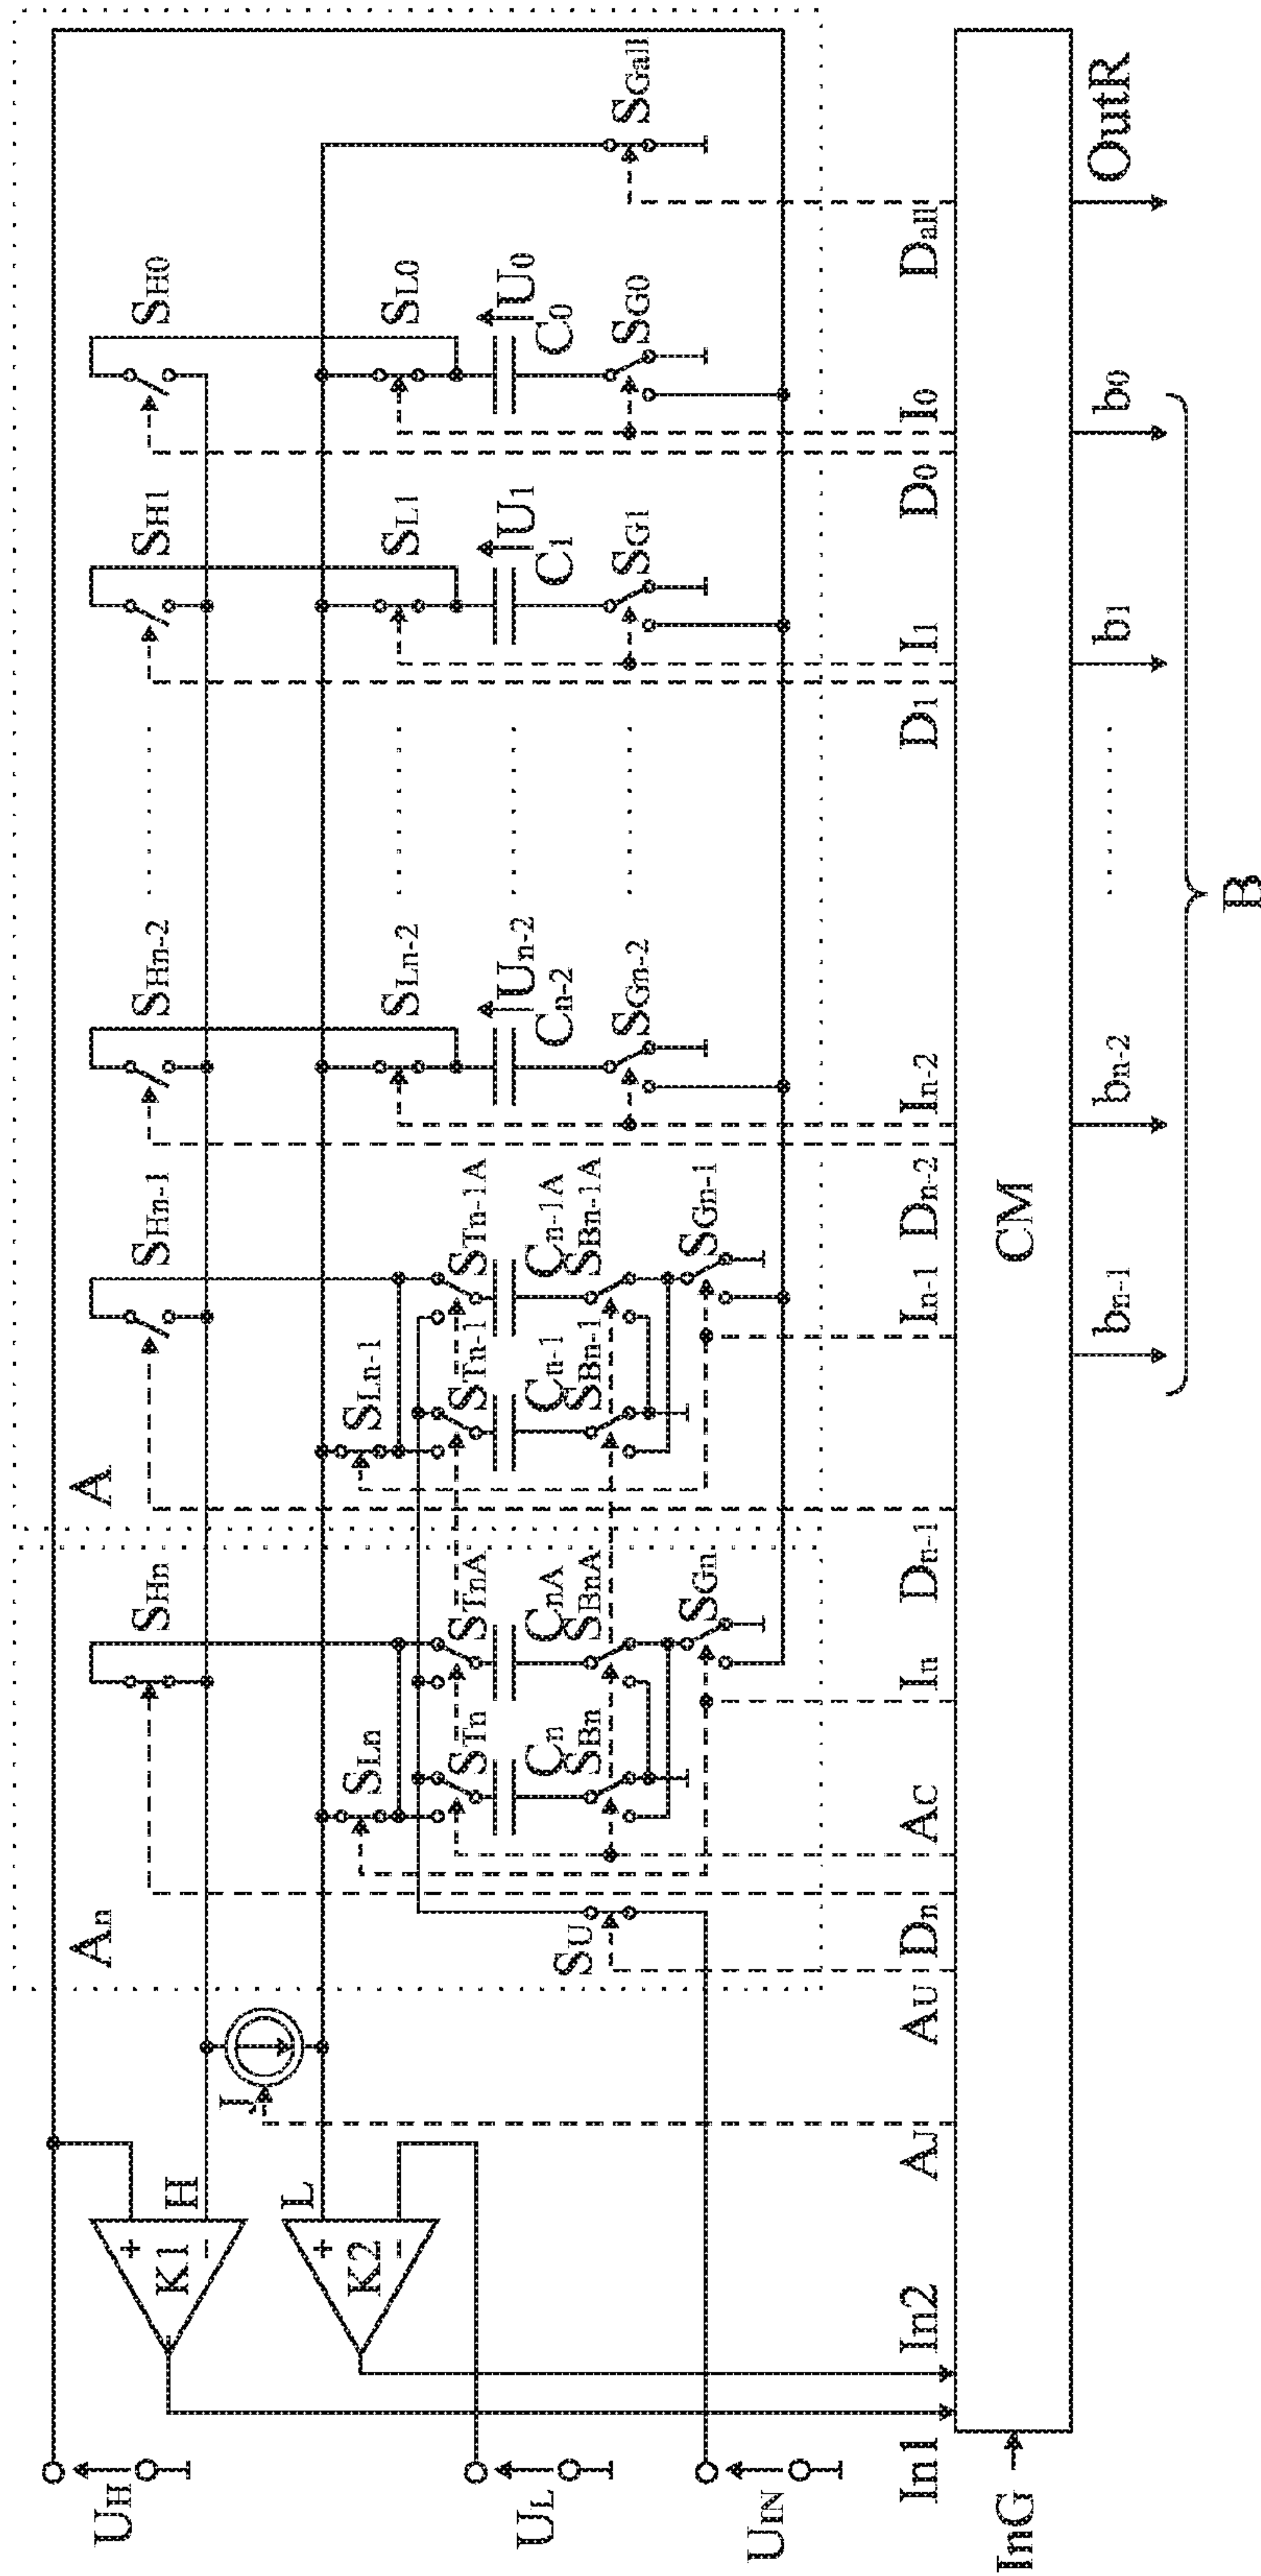 UH
UL
UIN
InG
In1
In2
K1
+
−
H
K2
+
−
L
J
AJ
AU
An
SU
Dn
AC
In
SHn
SLn
STn
STnA
Cn
CnA
SBn
SBnA
SGn
A
Dn-1
In-1
SHn-1
SLn-1
STn-1
STn-1A
Cn-1
Cn-1A
SBn-1
SBn-1A
SGn-1
SHn-2
SLn-2
Un-2
Cn-2
SGn-2
Dn-2
In-2
SH1
SL1
U1
C1
SG1
D1
I1
SH0
SL0
U0
C0
SG0
D0
I0
SGall
Dall
CM
bn-1
bn-2
b1
b0
OutR
B